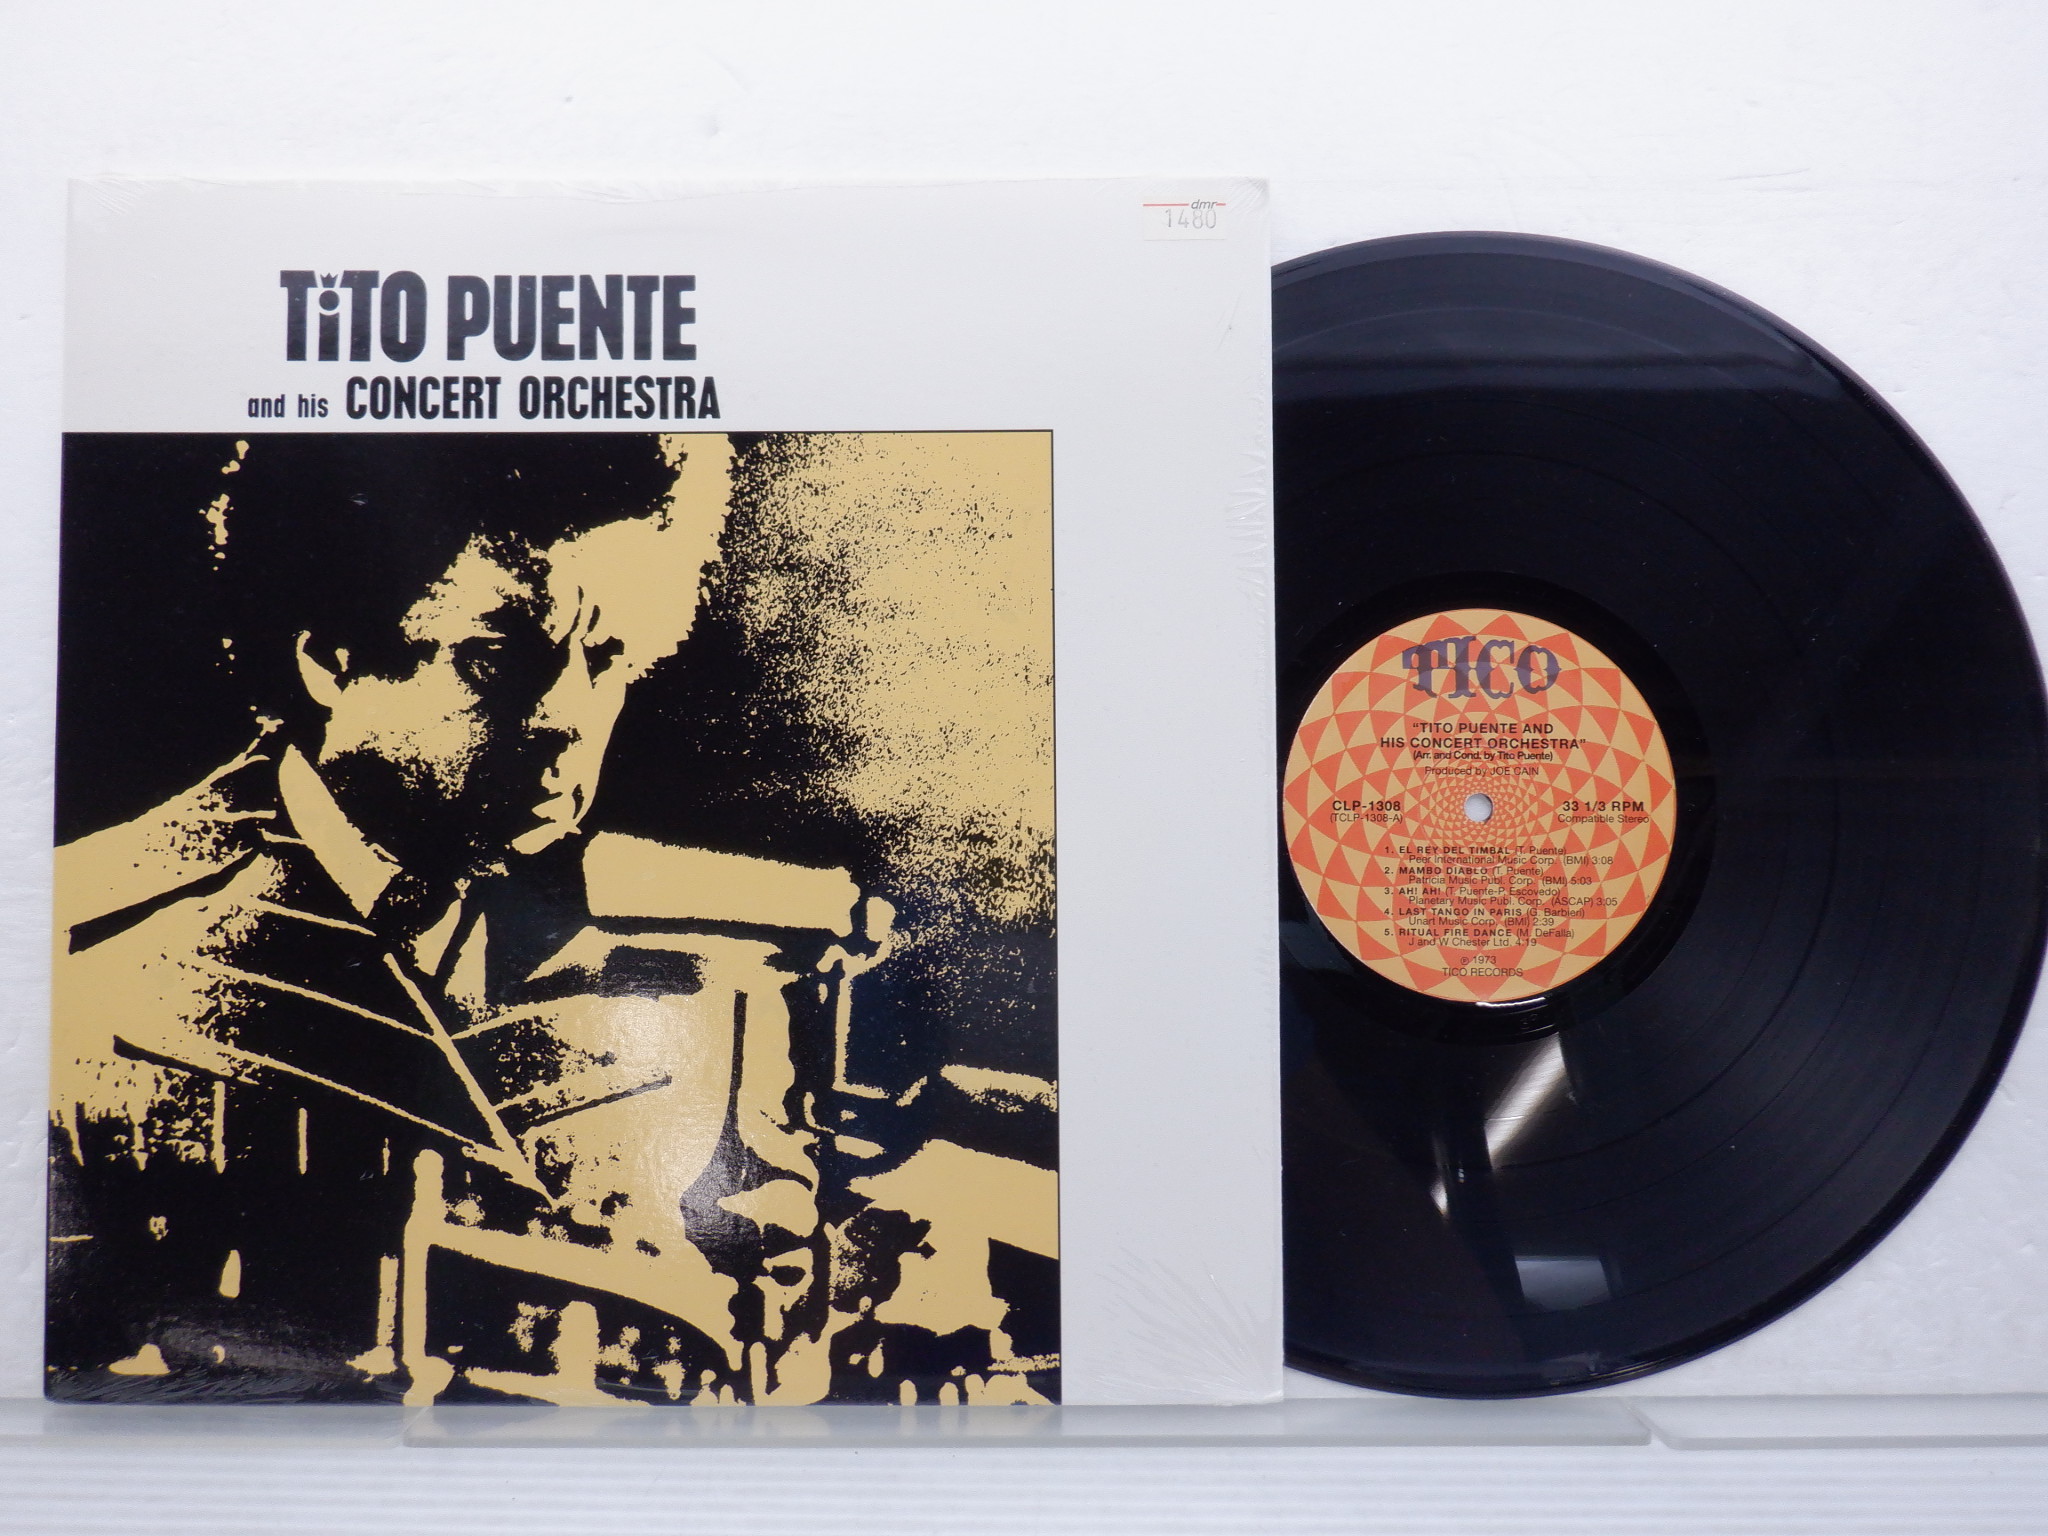 dmr
1480
TiTO PUENTE
and his CONCERT ORCHESTRA
TICO
"TITO PUENTE AND
HIS CONCERT ORCHESTRA"
(Arr. and Cond. by Tito Puente)
Produced by JOE CAIN
CLP-1308 33 1/3 RPM
(TCLP-1308-A) Compatible Stereo
1. EL REY DEL TIMBAL (T. Puente)
Peer International Music Corp. (BMI) 3:08
2. MAMBO DIABLO (T. Puente)
Patricia Music Publ. Corp. (BMI) 5:03
3. AH! AH! (T. Puente-P. Escovedo)
Planetary Music Publ. Corp. (ASCAP) 3:05
4. LAST TANGO IN PARIS (G. Barbieri)
Unart Music Corp. (BMI) 2:39
5. RITUAL FIRE DANCE (M. DeFalla)
J and W Chester Ltd. 4:19
℗ 1973
TICO RECORDS